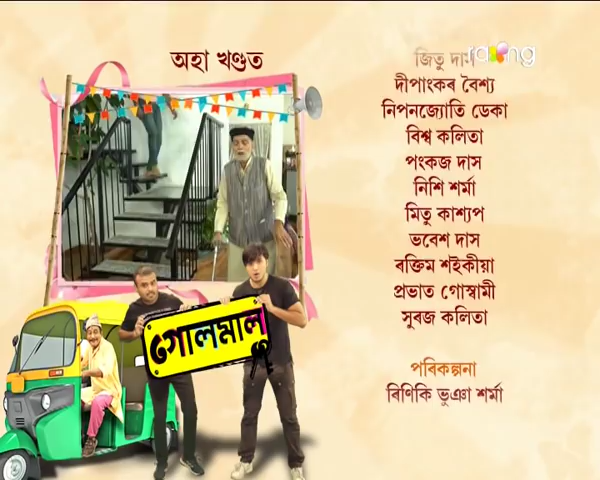 অহা খণ্ডত
গোলমাল
জিতু দাস
rang
দীপাংকৰ বৈশ্য
নিপনজ্যোতি ডেকা
বিশ্ব কলিতা
পংকজ দাস
নিশি শৰ্মা
মিতু কাশ্যপ
ভবেশ দাস
ৰক্তিম শইকীয়া
প্ৰভাত গোস্বামী
সুৰজ কলিতা
পৰিকল্পনা
ৰিণিকি ভূঞা শৰ্মা